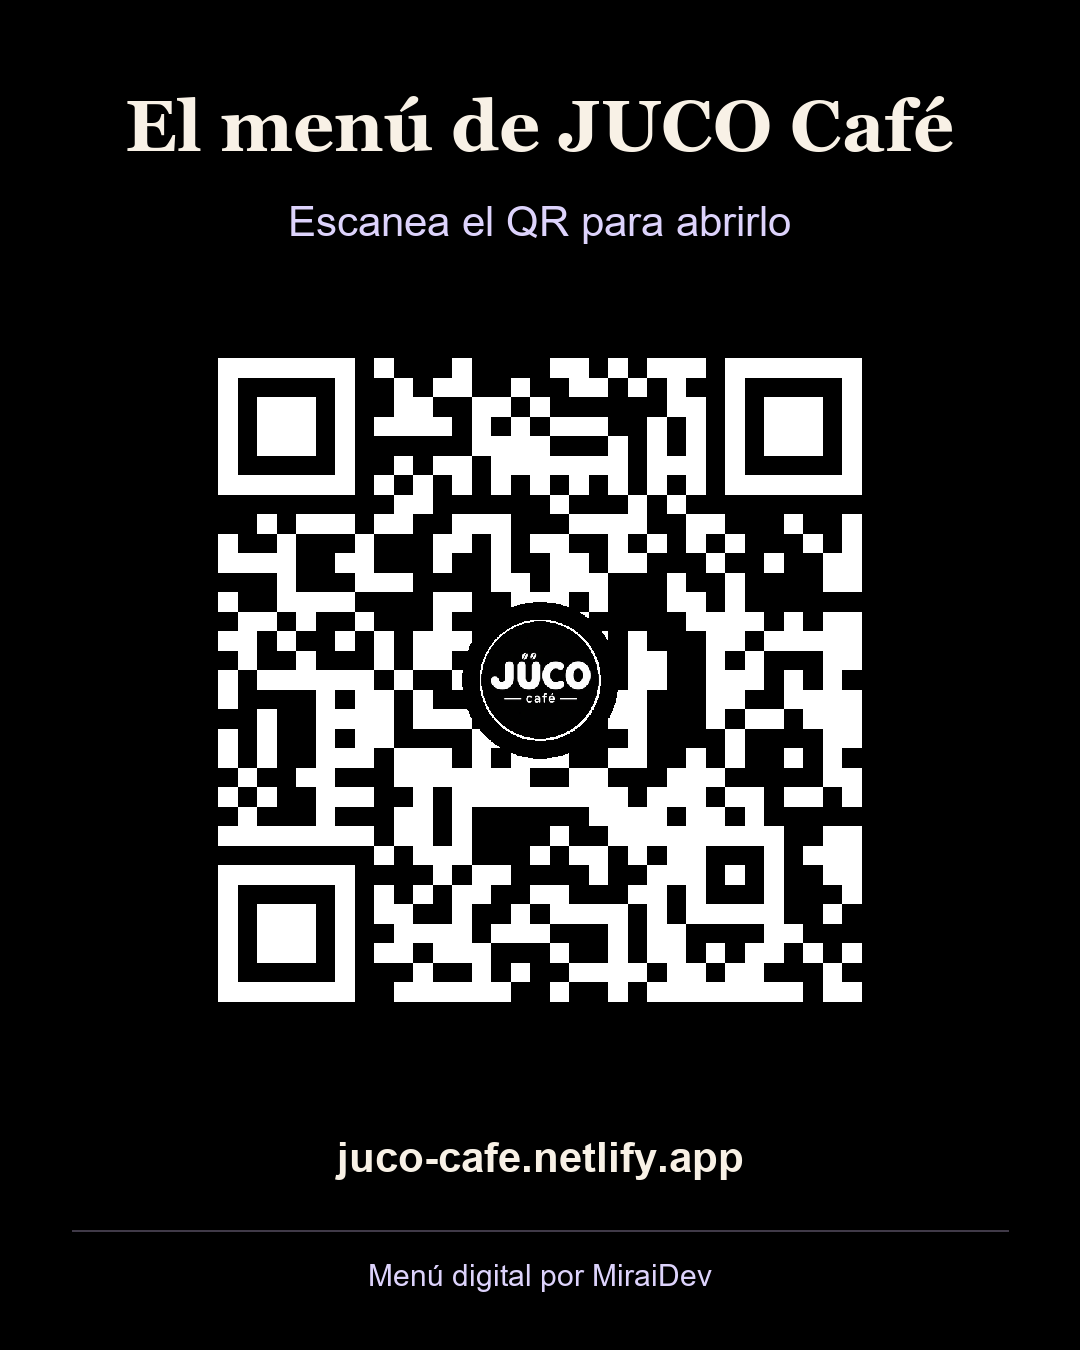 El menú de JUCO Café
Escanea el QR para abrirlo
JÜCO
café
juco-cafe.netlify.app
Menú digital por MiraiDev